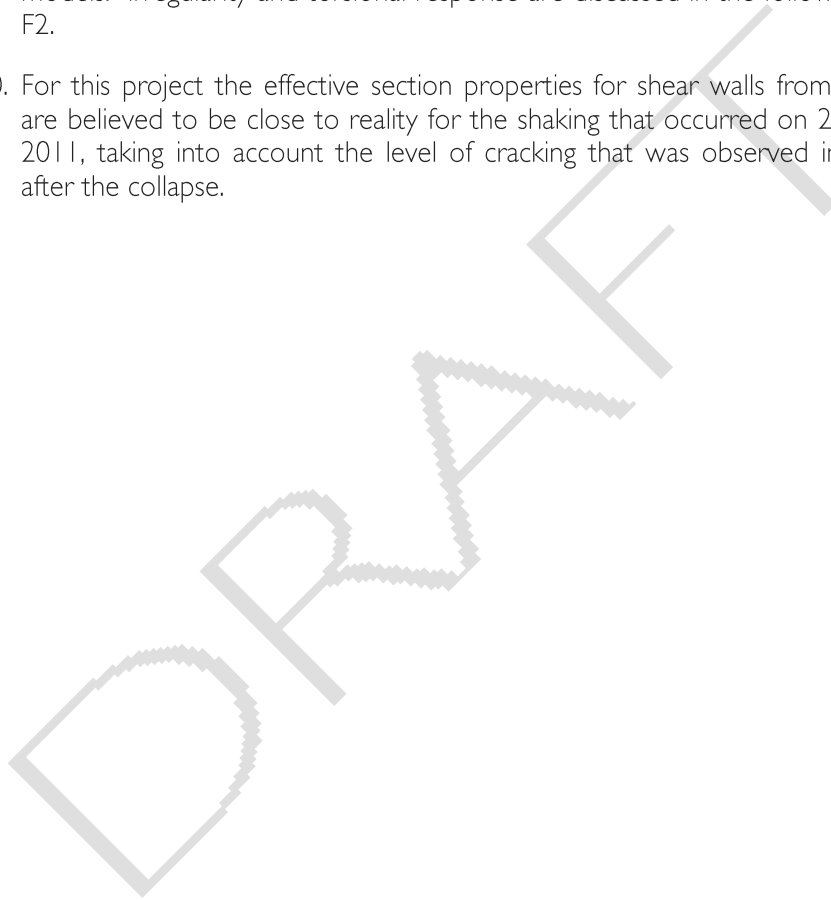 models. Irregularity and torsional response are discussed in the follow
F2.
). For this project the effective section properties for shear walls from
are believed to be close to reality for the shaking that occurred on 2
2011, taking into account the level of cracking that was observed in
after the collapse.
DRAFT